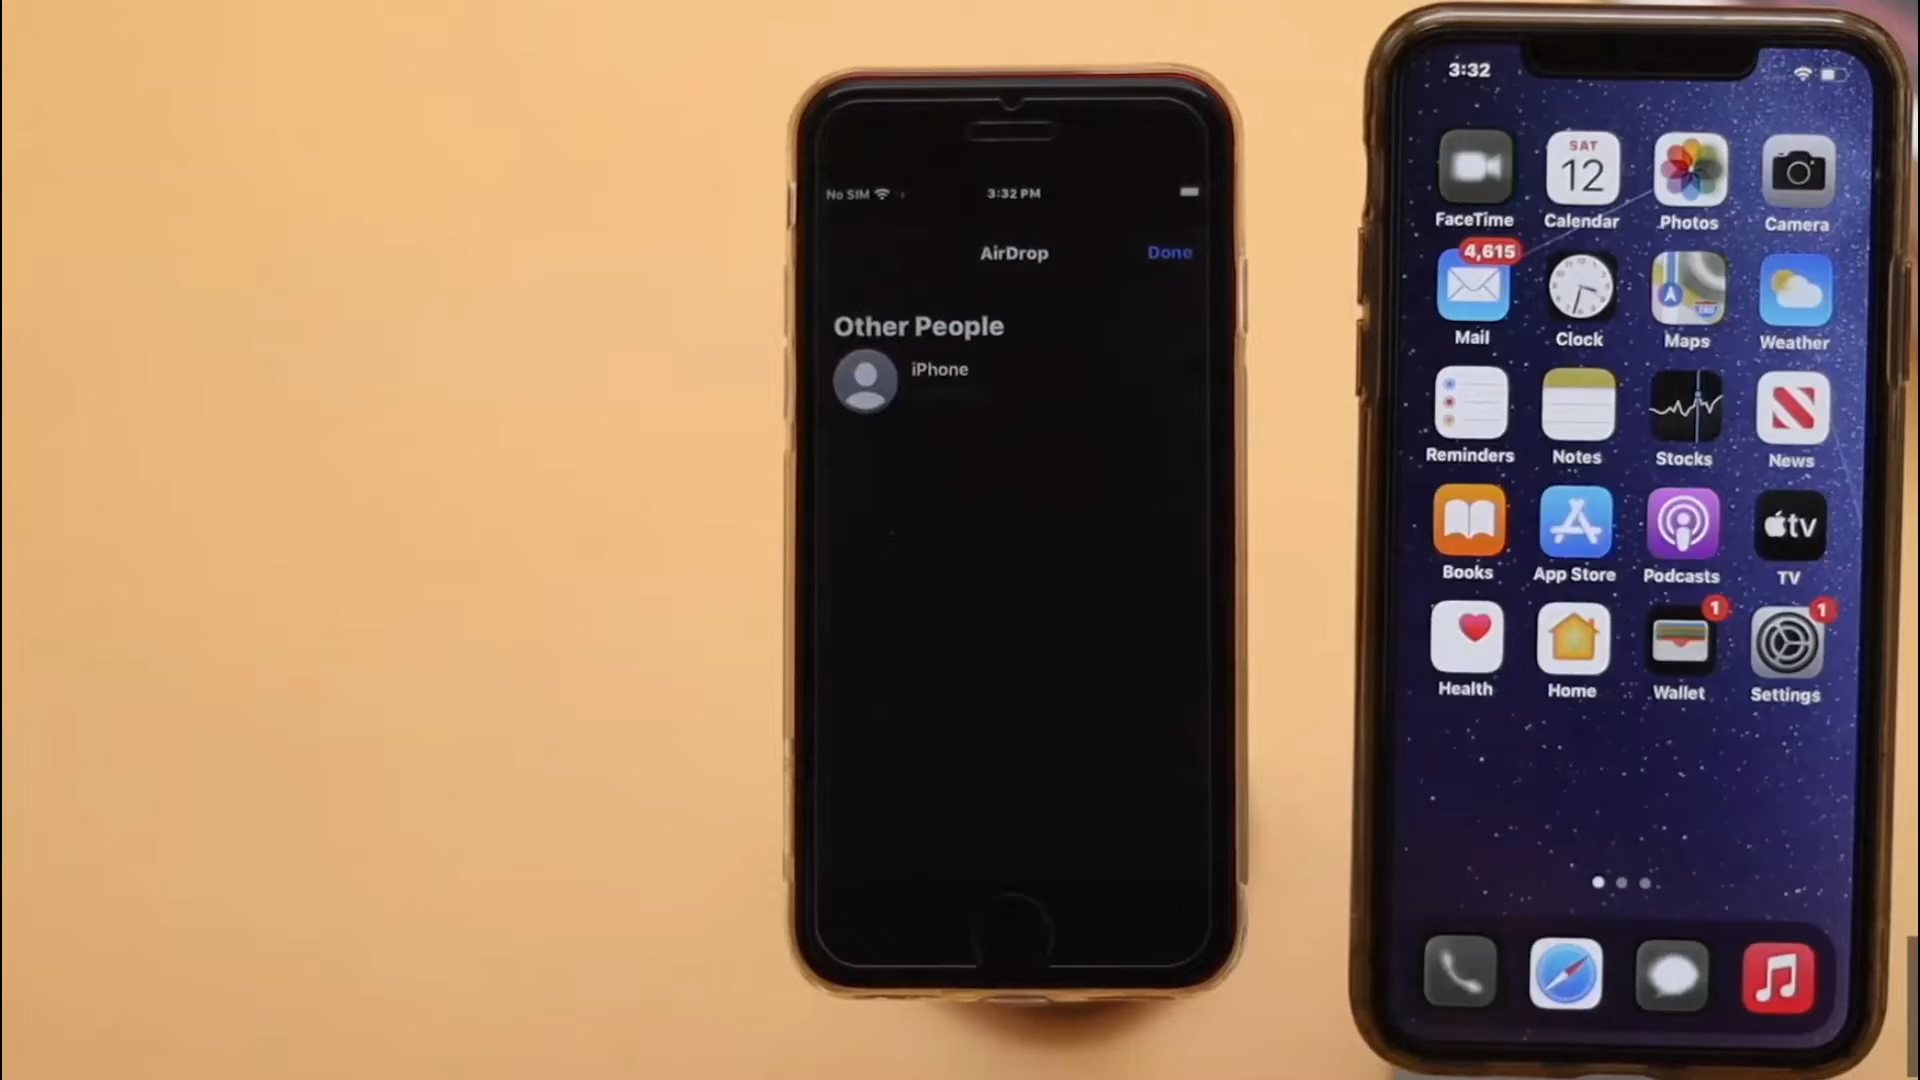 No SIM
3:32 PM
AirDrop
Done
Other People
iPhone
3:32
SAT
12
FaceTime
Calendar
Photos
Camera
4,615
Mail
Clock
Maps
Weather
Reminders
Notes
Stocks
News
tv
Books
App Store
Podcasts
TV
1
1
Health
Home
Wallet
Settings